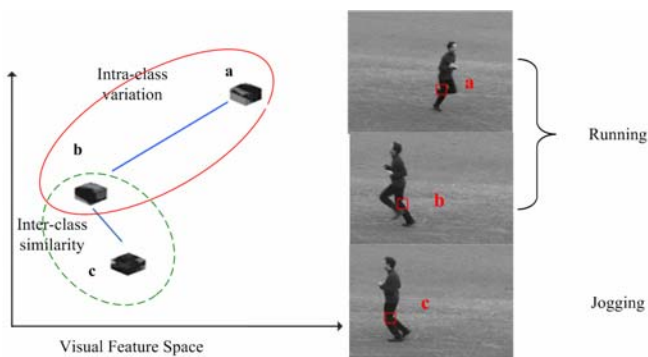 Intra-class
variation
a
b
Inter-class
similarity
c
Visual Feature Space
a
b
c
Running
Jogging